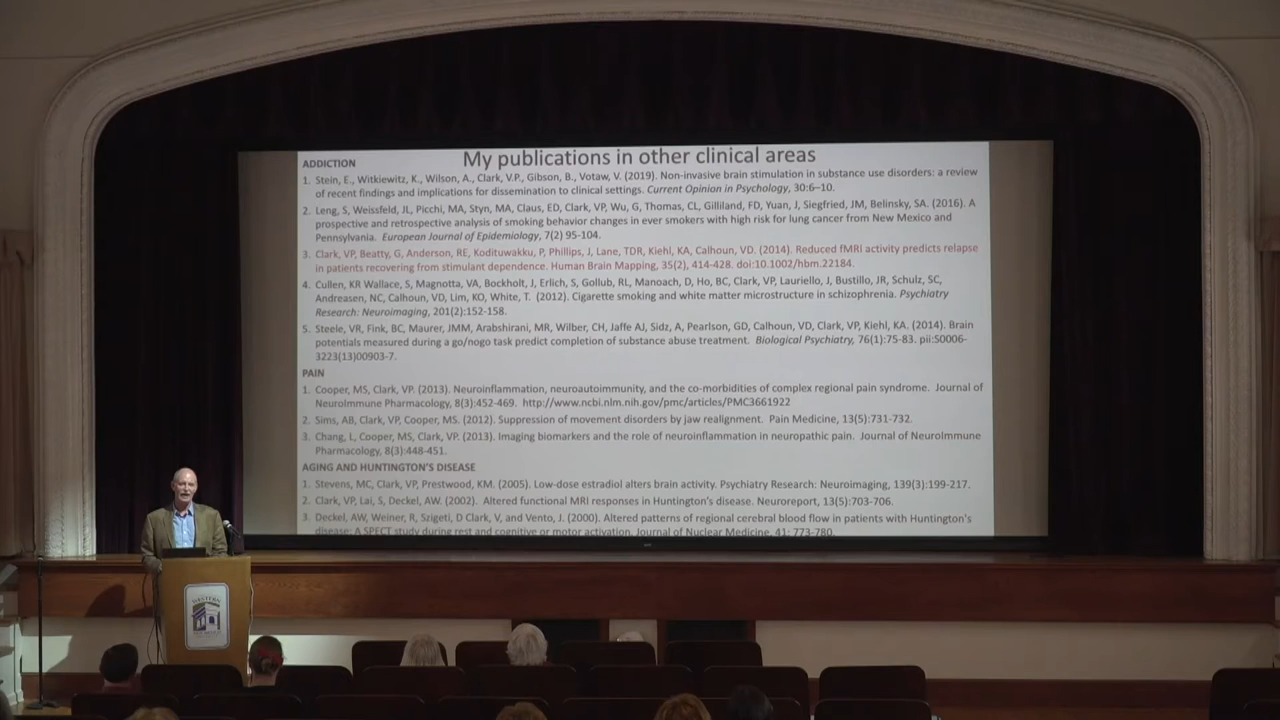 My publications in other clinical areas
ADDICTION
1. Stein, E., Witkiewitz, K., Wilson, A., Clark, V.P., Gibson, B., Votaw, V. (2019). Non-invasive brain stimulation in substance use disorders: a review
of recent findings and implications for dissemination to clinical settings. Current Opinion in Psychology, 30:6–10.
2. Leng, S, Weissfeld, JL, Picchi, MA, Styn, MA, Claus, ED, Clark, VP, Wu, G, Thomas, CL, Gilliland, FD, Yuan, J, Siegfried, JM, Belinsky, SA. (2016). A
prospective and retrospective analysis of smoking behavior changes in ever smokers with high risk for lung cancer from New Mexico and
Pennsylvania. European Journal of Epidemiology, 7(2) 95-104.
3. Clark, VP, Beatty, G, Anderson, RE, Kodituwakku, P, Phillips, J, Lane, TDR, Kiehl, KA, Calhoun, VD. (2014). Reduced fMRI activity predicts relapse
in patients recovering from stimulant dependence. Human Brain Mapping, 35(2), 414-428. doi:10.1002/hbm.22184.
4. Cullen, KR Wallace, S, Magnotta, VA, Bockholt, J, Erlich, S, Gollub, RL, Manoach, D, Ho, BC, Clark, VP, Lauriello, J, Bustillo, JR, Schulz, SC,
Andreasen, NC, Calhoun, VD, Lim, KO, White, T. (2012). Cigarette smoking and white matter microstructure in schizophrenia. Psychiatry
Research: Neuroimaging, 201(2):152-158.
5. Steele, VR, Fink, BC, Maurer, JMM, Arabshirani, MR, Wilber, CH, Jaffe AJ, Sidz, A, Pearlson, GD, Calhoun, VD, Clark, VP, Kiehl, KA. (2014). Brain
potentials measured during a go/nogo task predict completion of substance abuse treatment. Biological Psychiatry, 76(1):75-83. pii:S0006-
3223(13)00903-7.
PAIN
1. Cooper, MS, Clark, VP. (2013). Neuroinflammation, neuroautoimmunity, and the co-morbidities of complex regional pain syndrome. Journal of
NeuroImmune Pharmacology, 8(3):452-469. http://www.ncbi.nlm.nih.gov/pmc/articles/PMC3661922
2. Sims, AB, Clark, VP, Cooper, MS. (2012). Suppression of movement disorders by jaw realignment. Pain Medicine, 13(5):731-732.
3. Chang, L, Cooper, MS, Clark, VP. (2013). Imaging biomarkers and the role of neuroinflammation in neuropathic pain. Journal of NeuroImmune
Pharmacology, 8(3):448-451.
AGING AND HUNTINGTON'S DISEASE
1. Stevens, MC, Clark, VP, Prestwood, KM. (2005). Low-dose estradiol alters brain activity. Psychiatry Research: Neuroimaging, 139(3):199-217.
2. Clark, VP, Lai, S, Deckel, AW. (2002). Altered functional MRI responses in Huntington's disease. Neuroreport, 13(5):703-706.
3. Deckel, AW, Weiner, R, Szigeti, D Clark, V, and Vento, J. (2000). Altered patterns of regional cerebral blood flow in patients with Huntington's
disease: A SPECT study during rest and cognitive or motor activation. Journal of Nuclear Medicine, 41: 773-780.
WESTERN